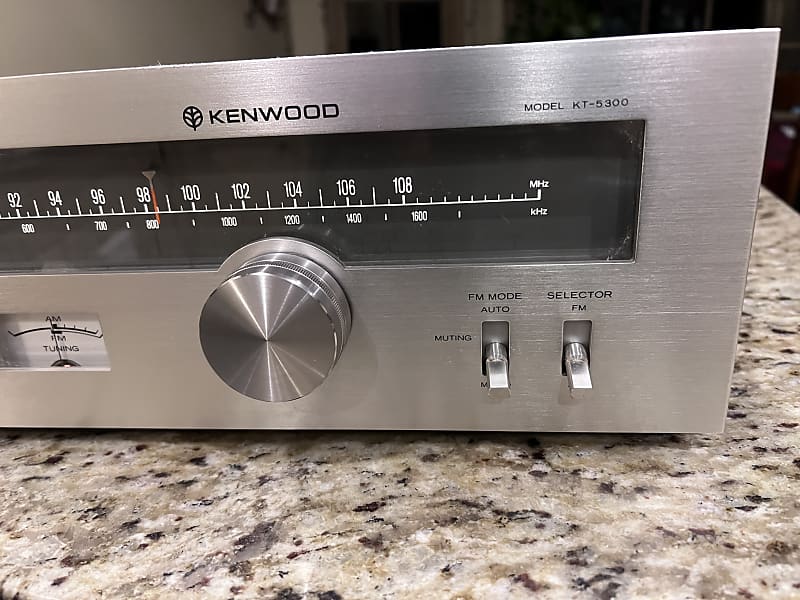 KENWOOD
MODEL KT-5300
92 94 96 98 100 102 104 106 108 MHz
600 700 800 1000 1200 1400 1600 kHz
FM MODE SELECTOR
AUTO FM
MUTING
AM
FM
TUNING